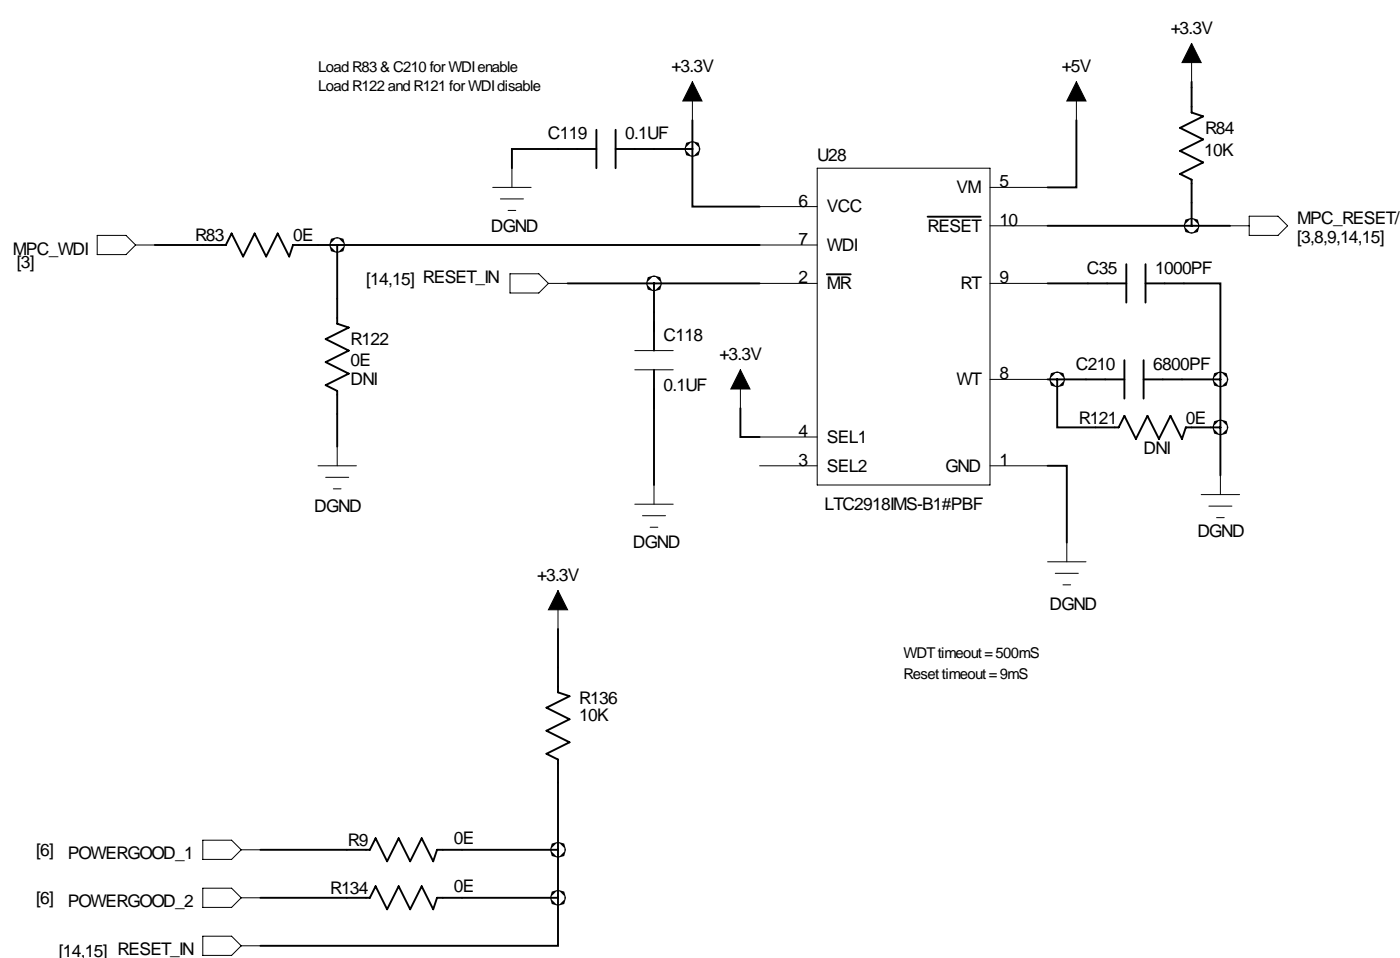 +3.3V
Load R83 & C210 for WDI enable
Load R122 and R121 for WDI disable
+3.3V
+5V
C119
0.1UF
R84
10K
U28
DGND
6
VCC
VM
5
RESET
10
MPC_RESET/
[3,8,9,14,15]
MPC_WDI
[3]
R83
0E
7
WDI
[14,15]
RESET_IN
2
MR
RT
9
C35
1000PF
R122
0E
DNI
C118
0.1UF
+3.3V
WT
8
C210
6800PF
R121
0E
DNI
4
SEL1
3
SEL2
GND
1
DGND
LTC2918IMS-B1#PBF
DGND
DGND
DGND
+3.3V
WDT timeout = 500mS
Reset timeout = 9mS
R136
10K
[6]
POWERGOOD_1
R9
0E
[6]
POWERGOOD_2
R134
0E
[14,15]
RESET_IN